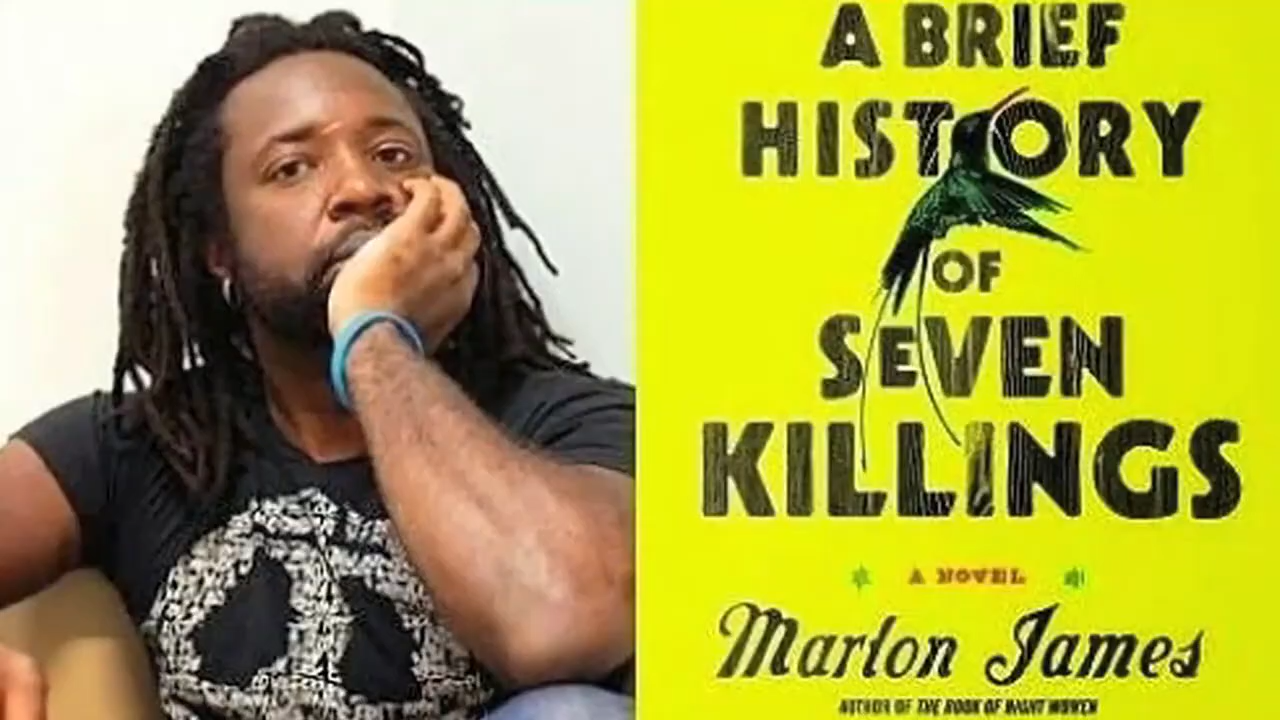 A BRIEF
HISTORY
OF
SEVEN
KILLINGS
A NOVEL
Marlon James
AUTHOR OF THE BOOK OF NIGHT WOMEN